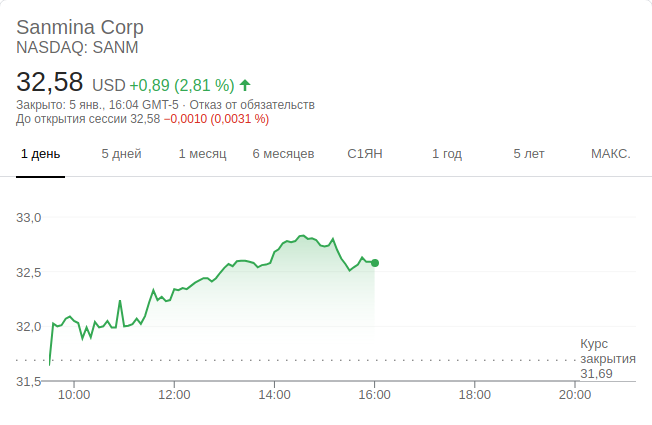 Sanmina Corp
NASDAQ: SANM
32,58 USD +0,89 (2,81 %)
Закрыто: 5 янв., 16:04 GMT-5 · Отказ от обязательств
До открытия сессии 32,58 −0,0010 (0,0031 %)
1 день 5 дней 1 месяц 6 месяцев С1ЯН 1 год 5 лет МАКС.
33,0
32,5
32,0
31,5
Курс
закрытия
31,69
10:00 12:00 14:00 16:00 18:00 20:00